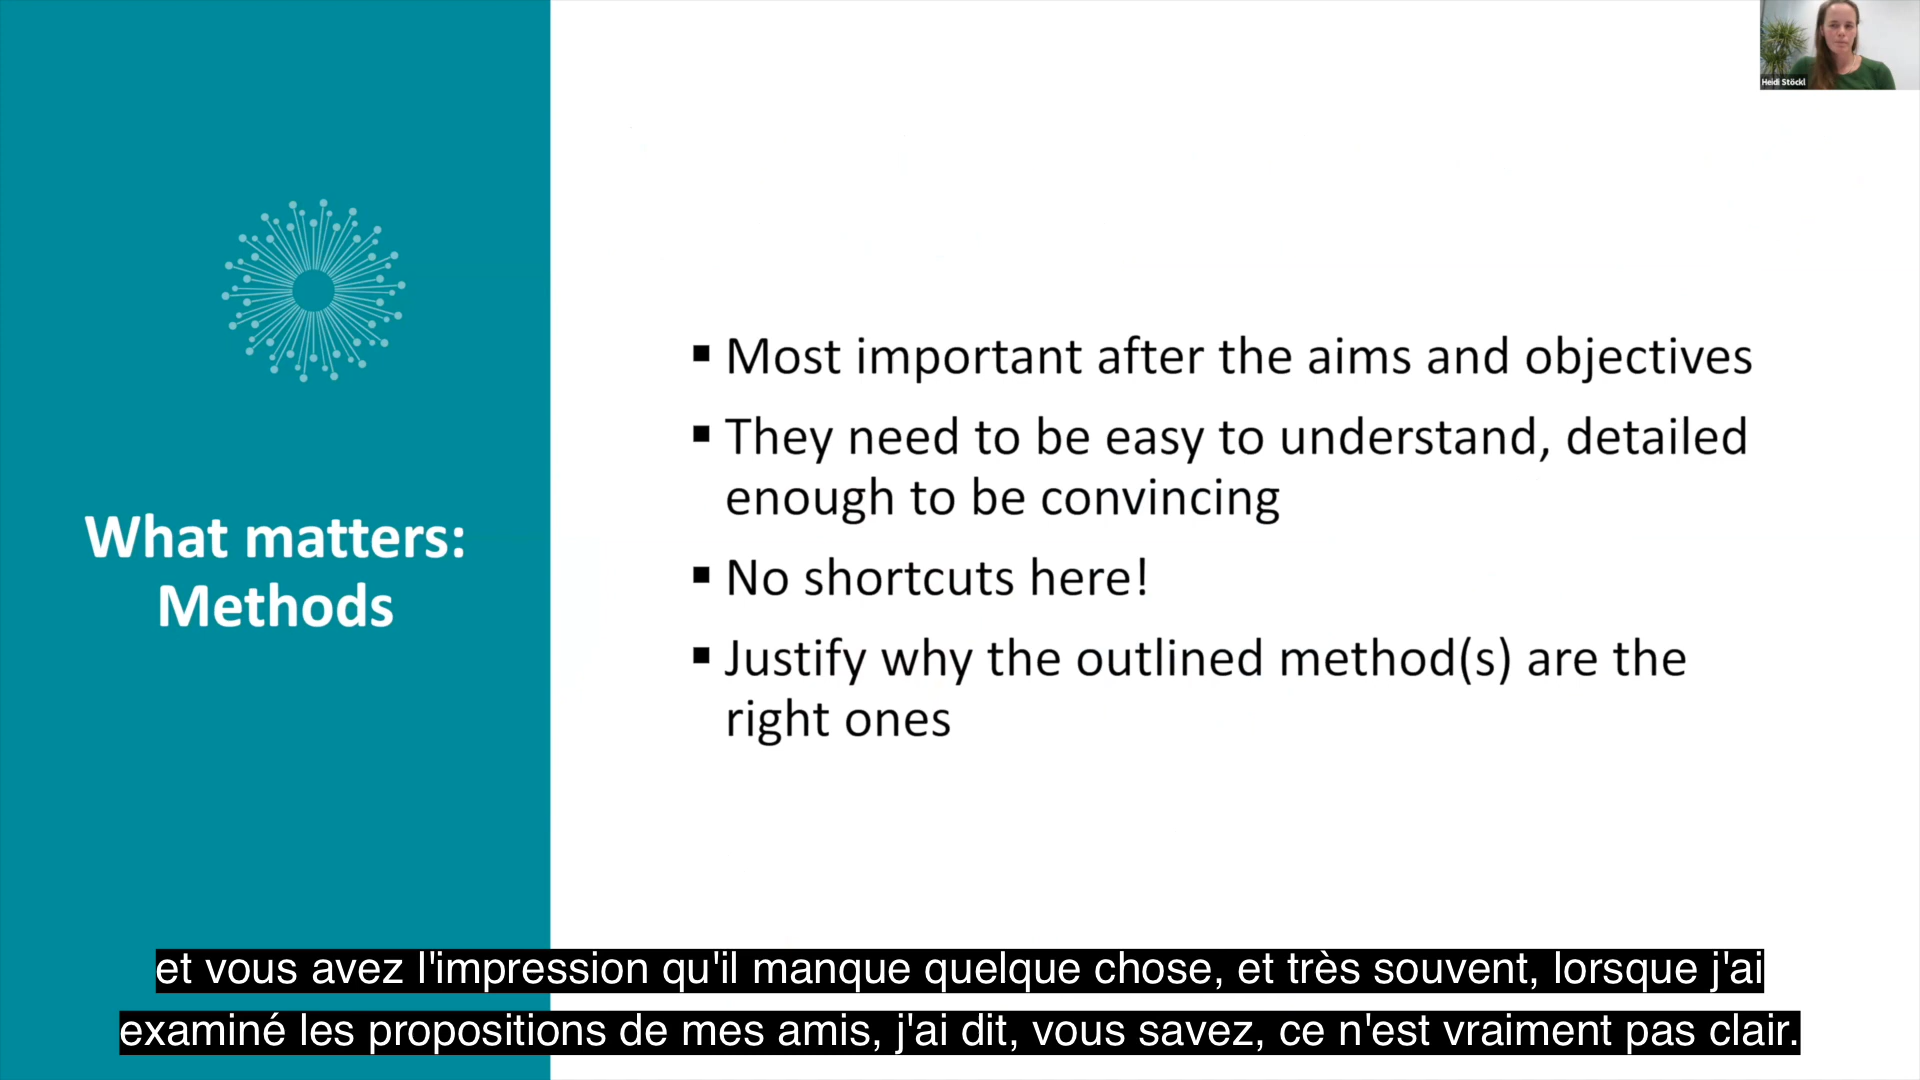 Heidi Stöckl
What matters:
Methods
▪ Most important after the aims and objectives
▪ They need to be easy to understand, detailed
enough to be convincing
▪ No shortcuts here!
▪ Justify why the outlined method(s) are the
right ones
et vous avez l'impression qu'il manque quelque chose, et très souvent, lorsque j'ai
examiné les propositions de mes amis, j'ai dit, vous savez, ce n'est vraiment pas clair.